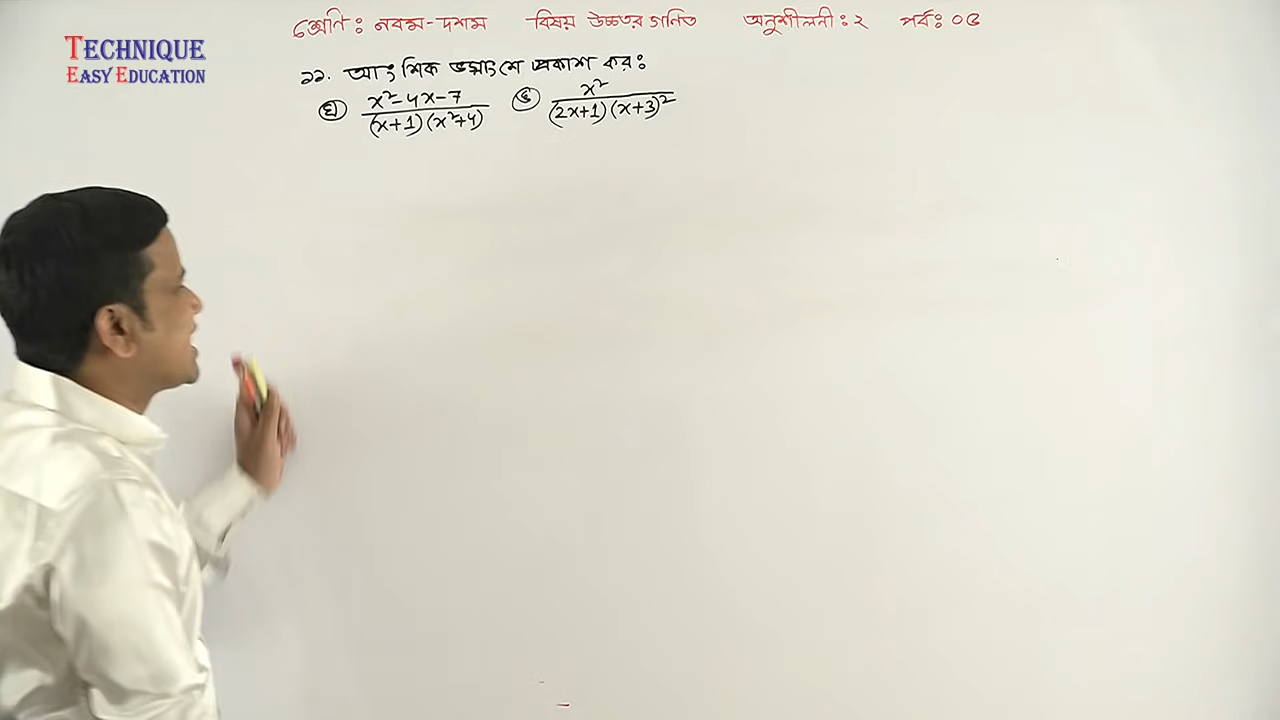 TECHNIQUE
EASY EDUCATION
শ্রেণি: নবম-দশম বিষয় উচ্চতর গণিত অনুশীলনী: ২ পর্ব: ০৫
১১. আংশিক ভগ্নাংশে প্রকাশ কর:
ঘ (x²-4x-7)/((x+1)(x²+4)) ঙ x²/((2x+1)(x+3)²)